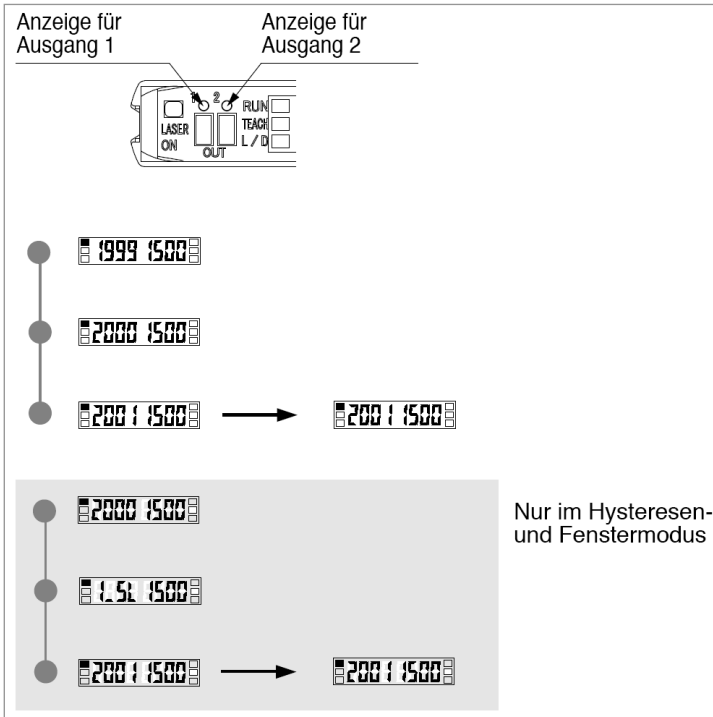 Anzeige für Ausgang 1
Anzeige für Ausgang 2
1 2 RUN
LASER ON TEACH
OUT L/D
1999 1500
2000 1500
2001 1500 2001 1500
2000 1500
Nur im Hysteresen-
und Fenstermodus
1_SL 1500
2001 1500 2001 1500